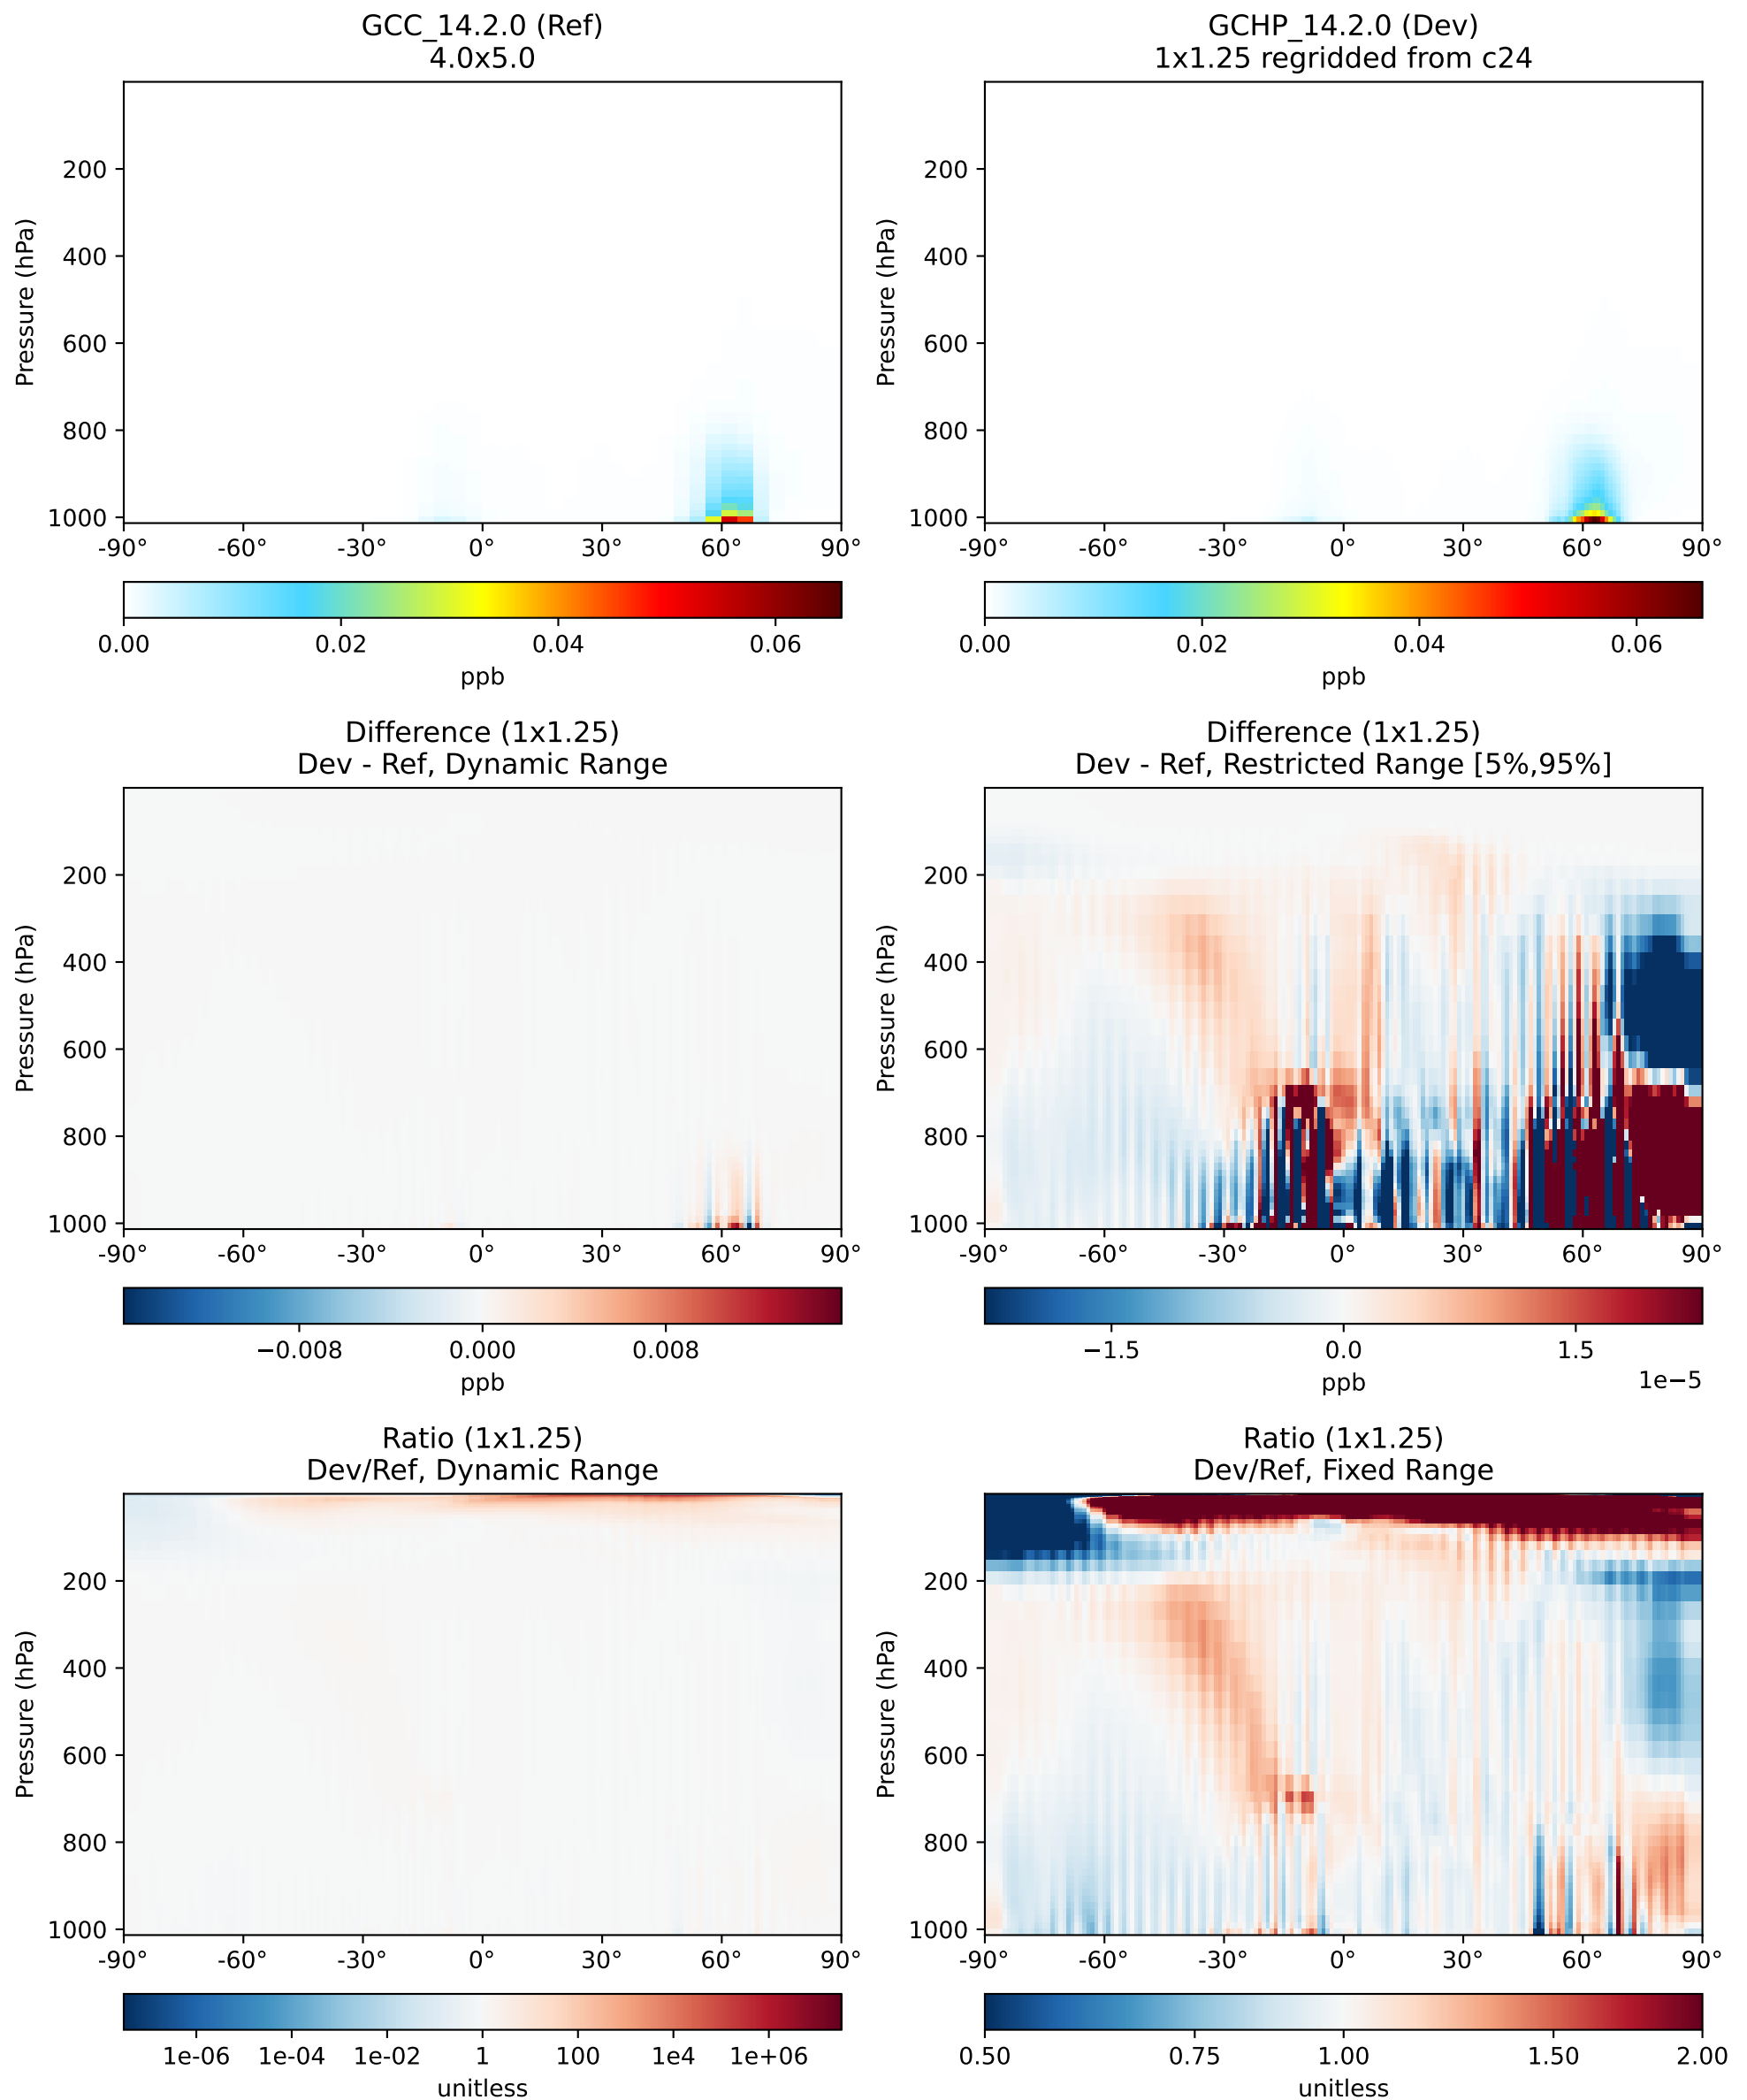 GCC_14.2.0 (Ref)
4.0x5.0
Pressure (hPa)
200
400
600
800
1000
-90° -60° -30° 0° 30° 60° 90°
0.00 0.02 0.04 0.06
ppb
GCHP_14.2.0 (Dev)
1x1.25 regridded from c24
Pressure (hPa)
200
400
600
800
1000
-90° -60° -30° 0° 30° 60° 90°
0.00 0.02 0.04 0.06
ppb
Difference (1x1.25)
Dev - Ref, Dynamic Range
Pressure (hPa)
200
400
600
800
1000
-90° -60° -30° 0° 30° 60° 90°
−0.008 0.000 0.008
ppb
Difference (1x1.25)
Dev - Ref, Restricted Range [5%,95%]
Pressure (hPa)
200
400
600
800
1000
-90° -60° -30° 0° 30° 60° 90°
−1.5 0.0 1.5
ppb
1e−5
Ratio (1x1.25)
Dev/Ref, Dynamic Range
Pressure (hPa)
200
400
600
800
1000
-90° -60° -30° 0° 30° 60° 90°
1e-06 1e-04 1e-02 1 100 1e+4 1e+06
unitless
Ratio (1x1.25)
Dev/Ref, Fixed Range
Pressure (hPa)
200
400
600
800
1000
-90° -60° -30° 0° 30° 60° 90°
0.50 0.75 1.00 1.50 2.00
unitless